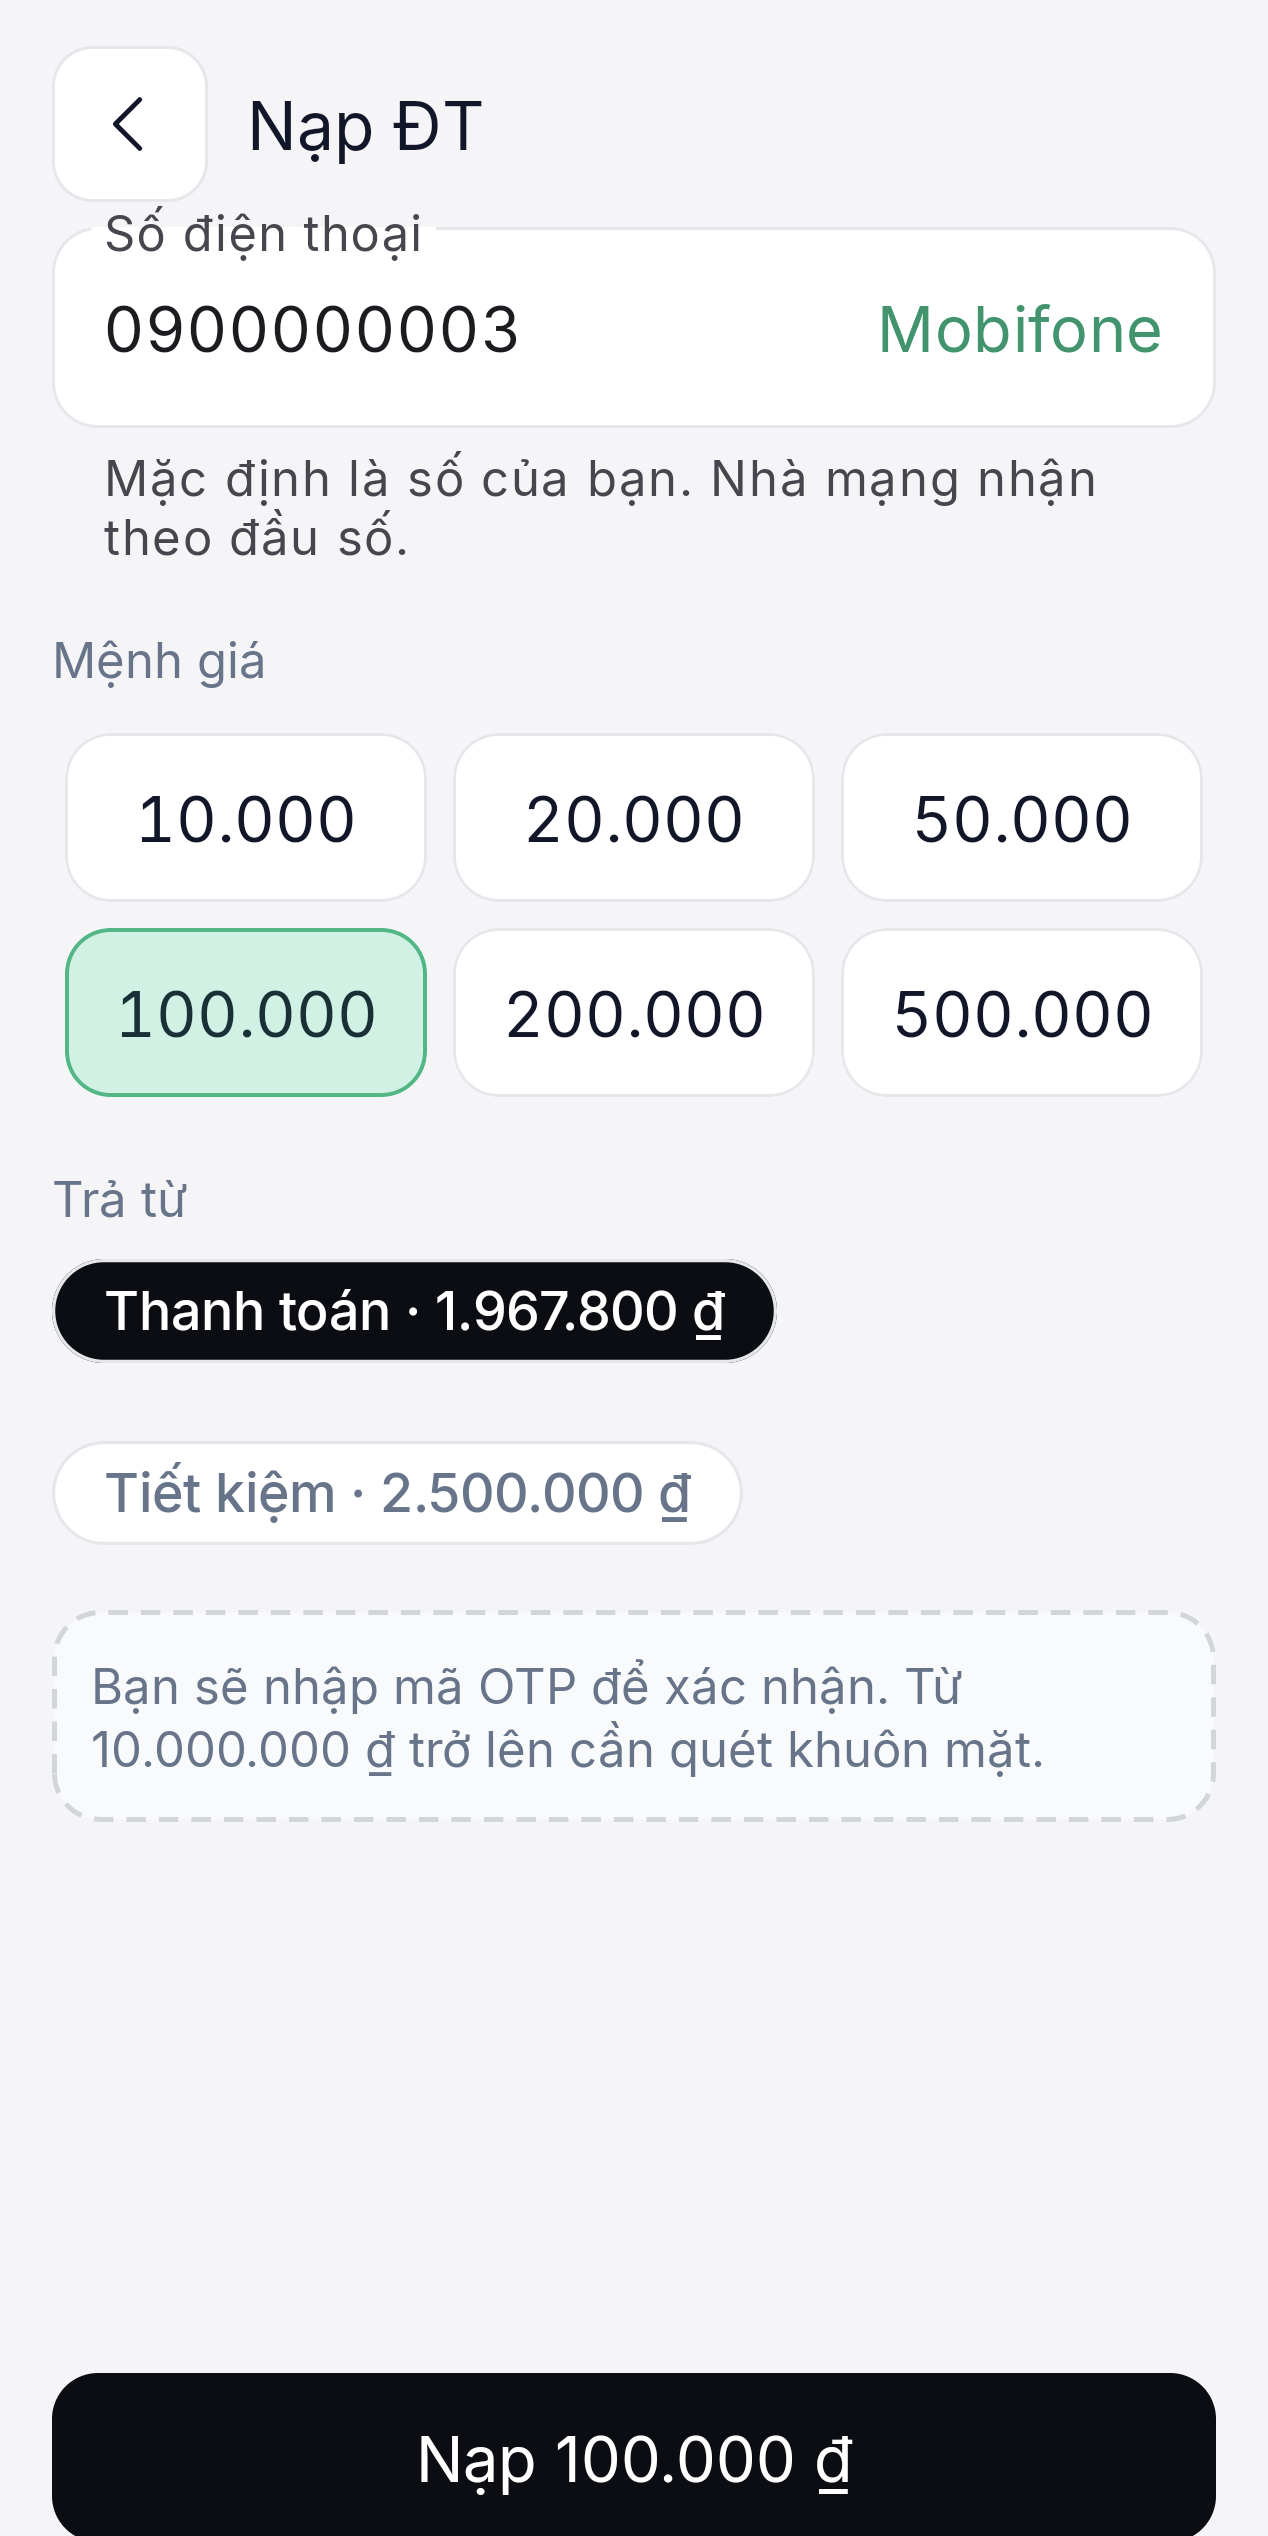 Nạp ĐT
Số điện thoại
0900000003 Mobifone
Mặc định là số của bạn. Nhà mạng nhận
theo đầu số.
Mệnh giá
10.000 20.000 50.000
100.000 200.000 500.000
Trả từ
Thanh toán · 1.967.800 ₫
Tiết kiệm · 2.500.000 ₫
Bạn sẽ nhập mã OTP để xác nhận. Từ
10.000.000 ₫ trở lên cần quét khuôn mặt.
Nạp 100.000 ₫